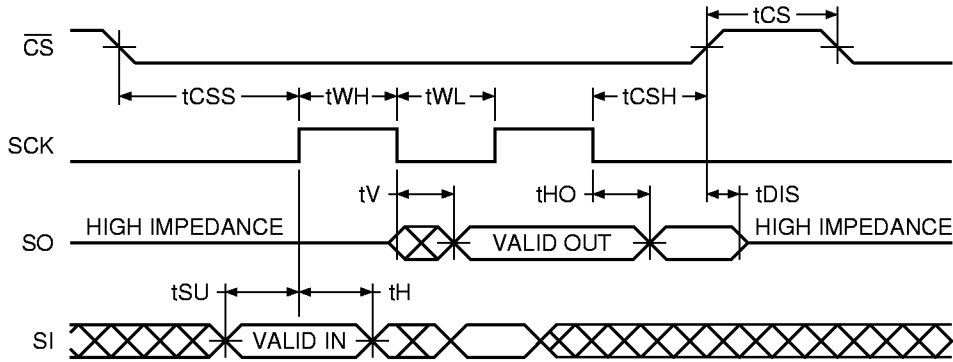 tCS
CS
tCSS
tWH
tWL
tCSH
SCK
tV
tHO
tDIS
HIGH IMPEDANCE
HIGH IMPEDANCE
SO
VALID OUT
tSU
tH
SI
VALID IN